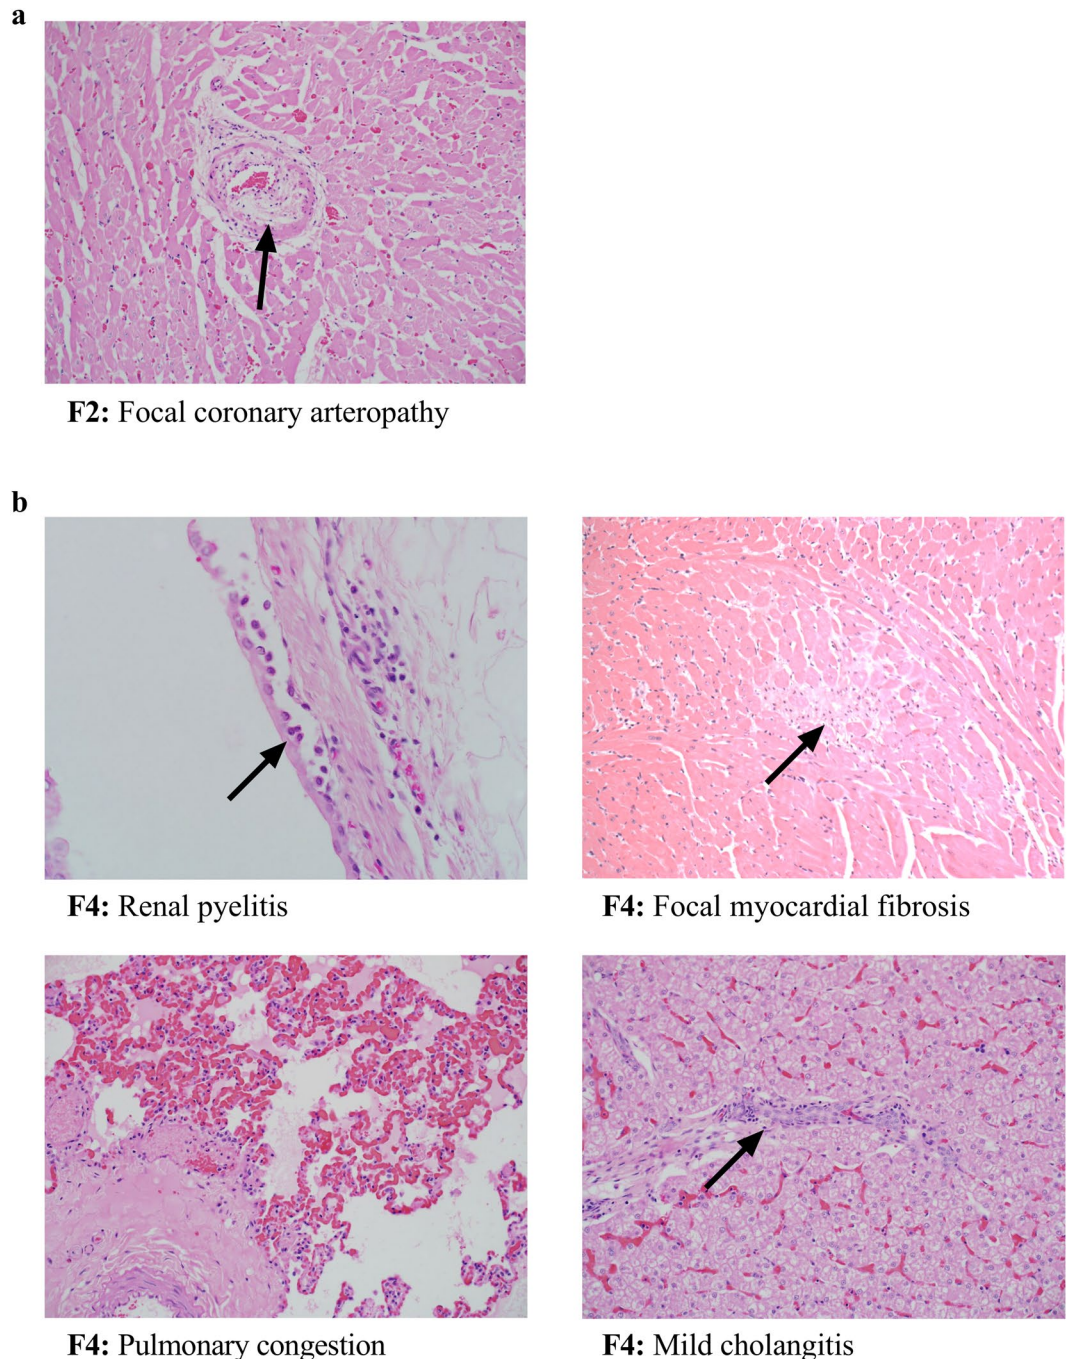 a
F2: Focal coronary arteropathy
b
F4: Renal pyelitis
F4: Focal myocardial fibrosis
F4: Pulmonary congestion
F4: Mild cholangitis